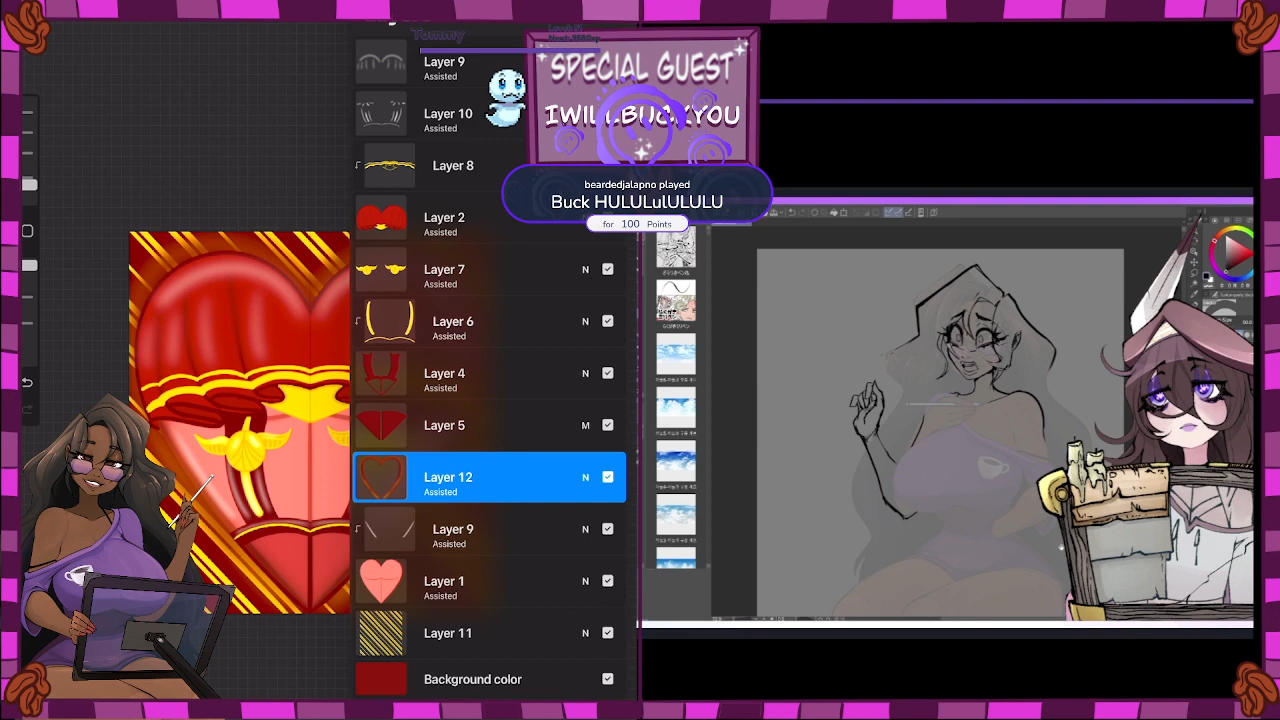 Tommy
Layer 9
Assisted
Layer 10
Assisted
Layer 8
Layer 2
Assisted
Layer 7 N
Assisted
Layer 6 N
Assisted
Layer 4 N
Assisted
Layer 5 M
Layer 12 N
Assisted
Layer 9 N
Assisted
Layer 1 N
Assisted
Layer 11 N
Background color
SPECIAL GUEST
IWILLBUCKYOU
beardedjalapno played
Buck HULULulULULU
for 100 Points